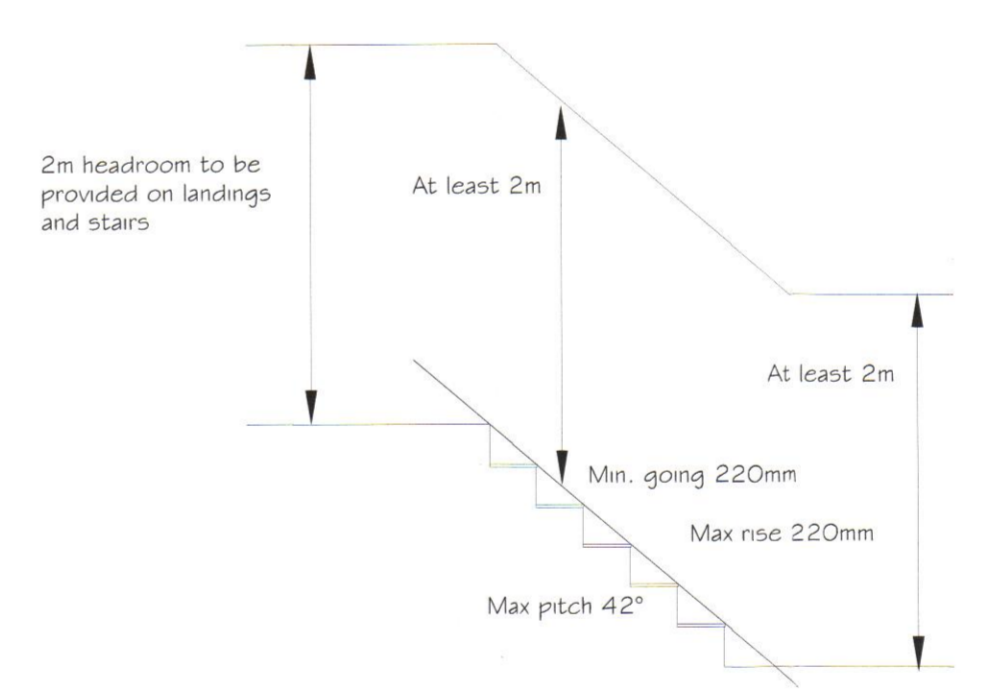 2m headroom to be
provided on landings
and stairs
At least 2m
At least 2m
Min. going 220mm
Max rise 220mm
Max pitch 42°